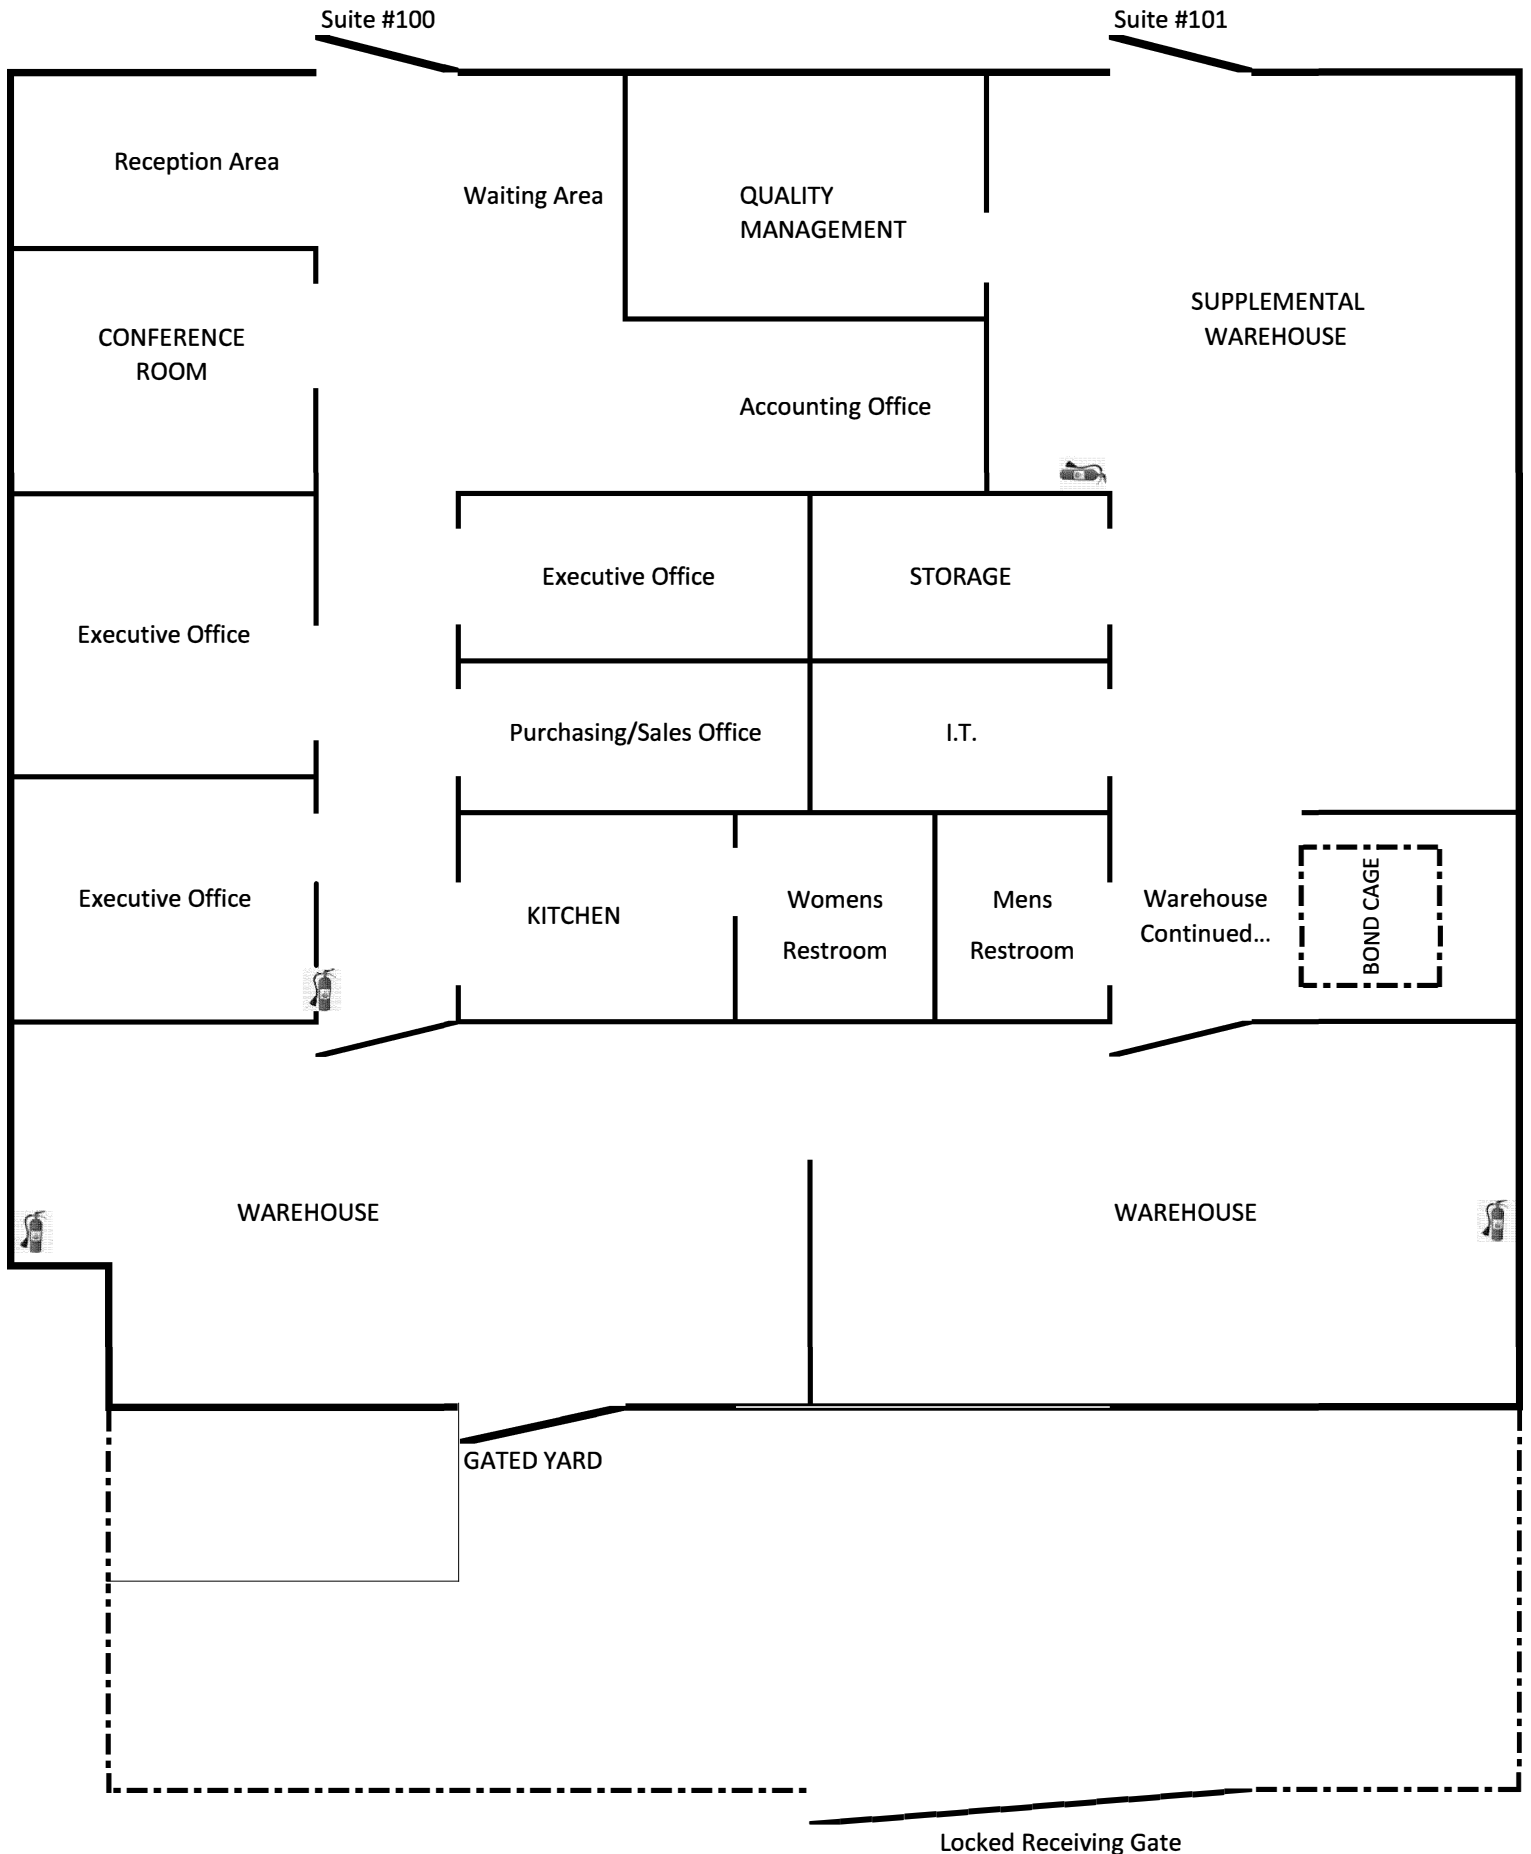 Suite #100
Suite #101
Reception Area
Waiting Area
QUALITY
MANAGEMENT
SUPPLEMENTAL
WAREHOUSE
CONFERENCE
ROOM
Accounting Office
Executive Office
STORAGE
Executive Office
Purchasing/Sales Office
I.T.
Executive Office
KITCHEN
Womens
Restroom
Mens
Restroom
Warehouse
Continued...
BOND CAGE
WAREHOUSE
WAREHOUSE
GATED YARD
Locked Receiving Gate